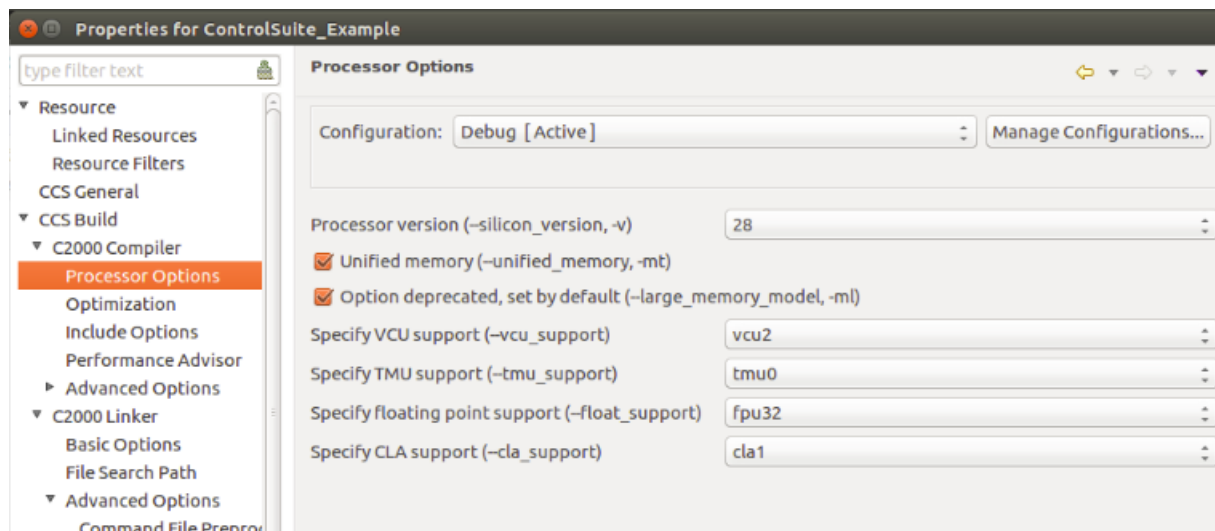 Properties for ControlSuite_Example
type filter text
Resource
Linked Resources
Resource Filters
CCS General
CCS Build
C2000 Compiler
Processor Options
Optimization
Include Options
Performance Advisor
Advanced Options
C2000 Linker
Basic Options
File Search Path
Advanced Options
Command File Prepro
Processor Options
Configuration: Debug [ Active ] Manage Configurations...
Processor version (--silicon_version, -v) 28
Unified memory (--unified_memory, -mt)
Option deprecated, set by default (--large_memory_model, -ml)
Specify VCU support (--vcu_support) vcu2
Specify TMU support (--tmu_support) tmu0
Specify floating point support (--float_support) fpu32
Specify CLA support (--cla_support) cla1